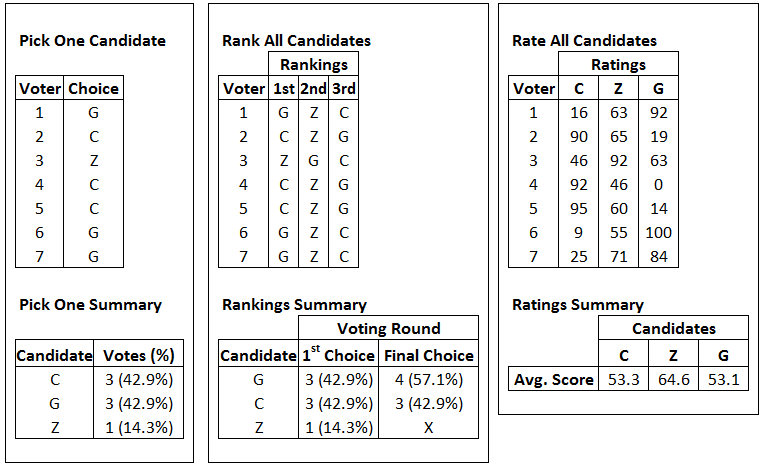 Pick One Candidate
Voter Choice
1 G
2 C
3 Z
4 C
5 C
6 G
7 G
Pick One Summary
Candidate Votes (%)
C 3 (42.9%)
G 3 (42.9%)
Z 1 (14.3%)
Rank All Candidates
Rankings
Voter 1st 2nd 3rd
1 G Z C
2 C Z G
3 Z G C
4 C Z G
5 C Z G
6 G Z C
7 G Z C
Rankings Summary
Voting Round
Candidate 1st Choice Final Choice
G 3 (42.9%) 4 (57.1%)
C 3 (42.9%) 3 (42.9%)
Z 1 (14.3%) X
Rate All Candidates
Ratings
Voter C Z G
1 16 63 92
2 90 65 19
3 46 92 63
4 92 46 0
5 95 60 14
6 9 55 100
7 25 71 84
Ratings Summary
Candidates
C Z G
Avg. Score 53.3 64.6 53.1